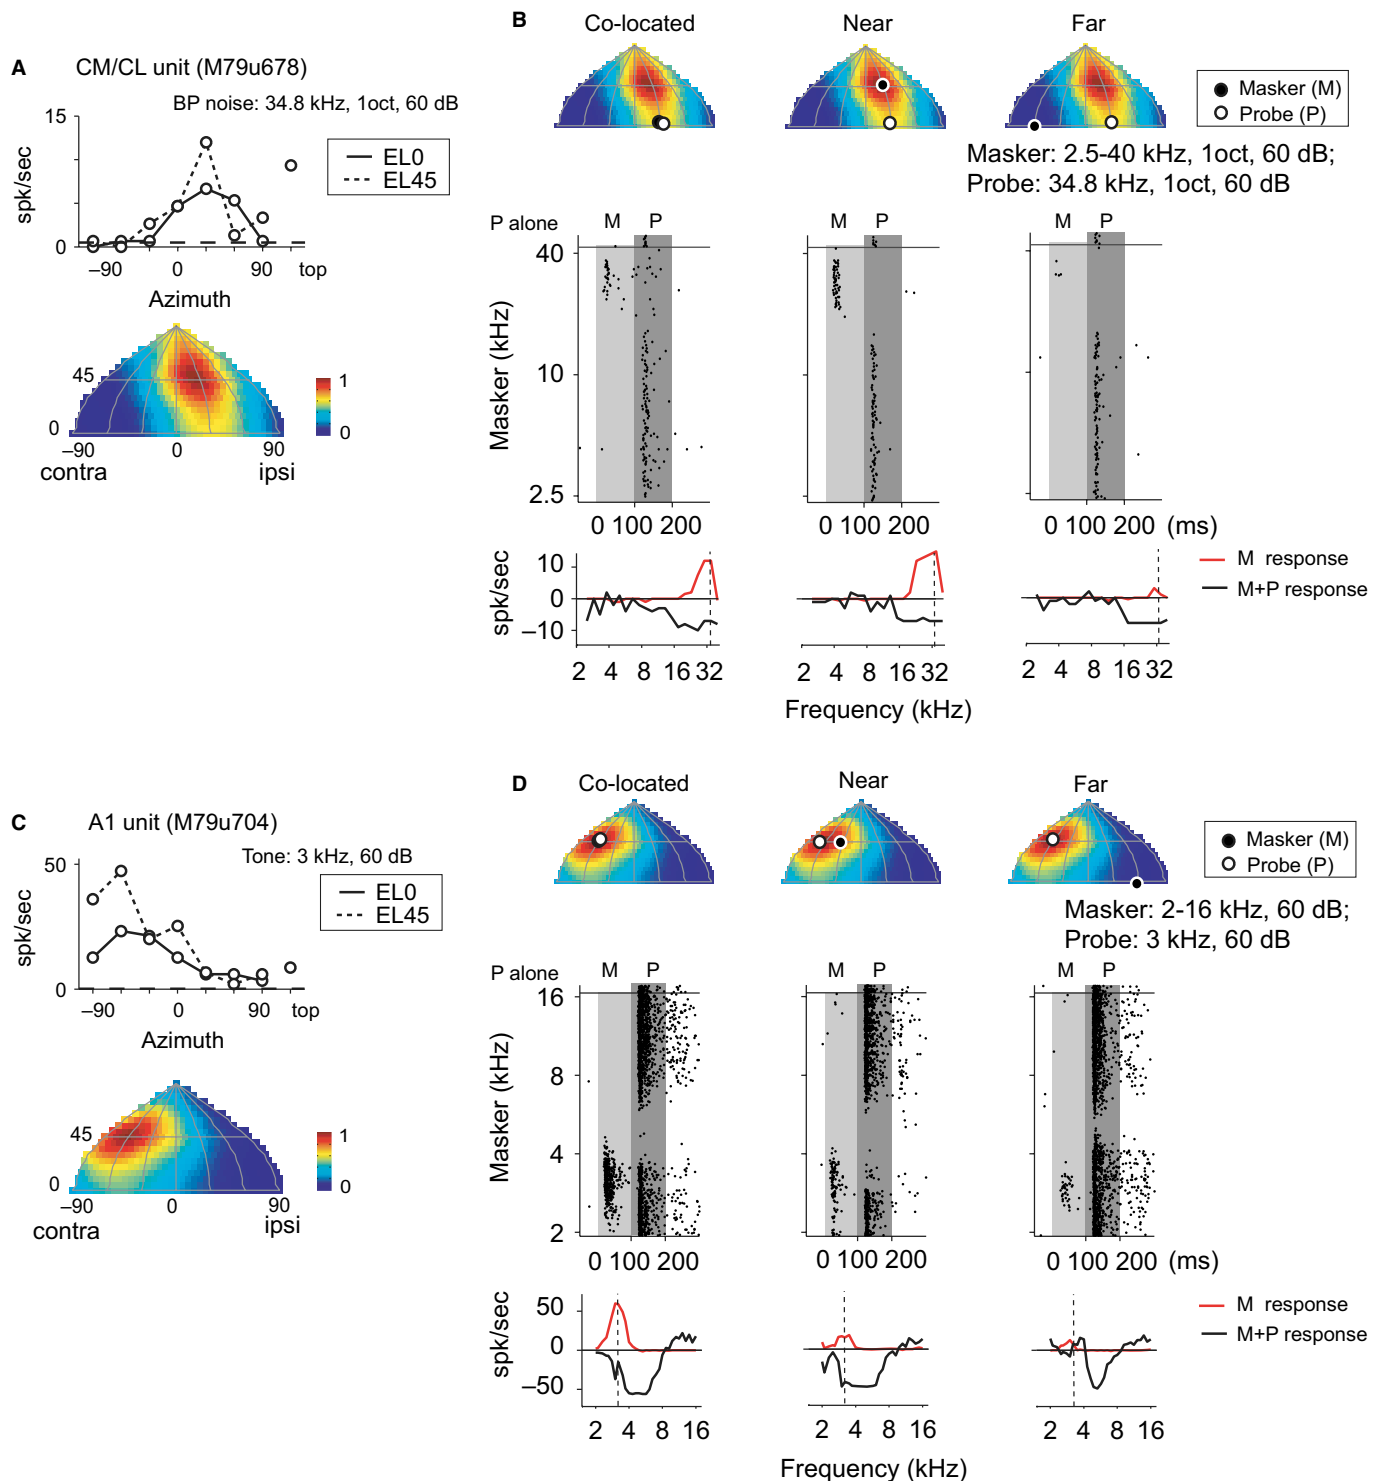 A CM/CL unit (M79u678)
BP noise: 34.8 kHz, 1oct, 60 dB
15
0
spk/sec
EL0
EL45
−90 0 90 top
Azimuth
45
0
−90 0 90
contra ipsi
1
0
B
Co-located Near Far
Masker (M)
Probe (P)
Masker: 2.5-40 kHz, 1oct, 60 dB;
Probe: 34.8 kHz, 1oct, 60 dB
P alone M P M P M P
40
10
2.5
Masker (kHz)
0 100 200 0 100 200 0 100 200 (ms)
10
0
−10
spk/sec
M response
M+P response
2 4 8 16 32 2 4 8 16 32 2 4 8 16 32
Frequency (kHz)
C A1 unit (M79u704)
Tone: 3 kHz, 60 dB
50
0
spk/sec
EL0
EL45
−90 0 90 top
Azimuth
45
0
−90 0 90
contra ipsi
1
0
D
Co-located Near Far
Masker (M)
Probe (P)
Masker: 2-16 kHz, 60 dB;
Probe: 3 kHz, 60 dB
P alone M P M P M P
16
8
4
2
Masker (kHz)
0 100 200 0 100 200 0 100 200 (ms)
50
0
−50
spk/sec
M response
M+P response
2 4 8 16 2 4 8 16 2 4 8 16
Frequency (kHz)